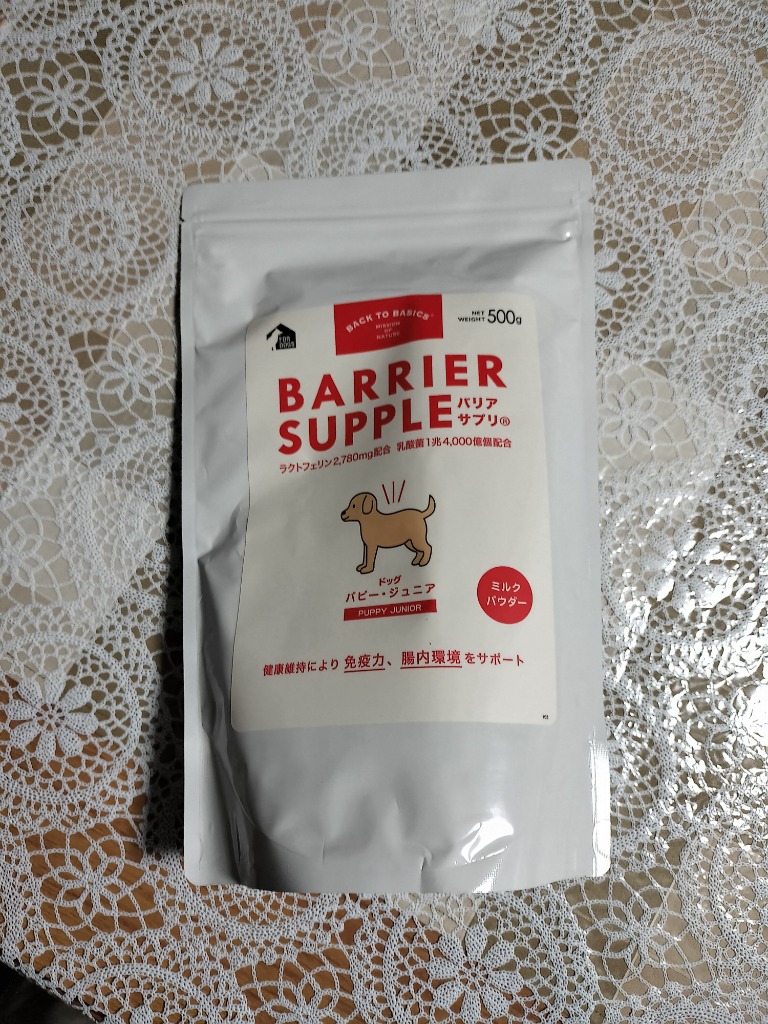 BACK TO BASICS®
MISSION
OF
NATURE
NET
WEIGHT 500g
FOR
DOGS
BARRIER
SUPPLE バリア
サプリ®
ラクトフェリン2,780mg配合 乳酸菌1兆4,000億個配合
ドッグ
パピー・ジュニア
PUPPY JUNIOR
ミルク
パウダー
健康維持により 免疫力、腸内環境 をサポート